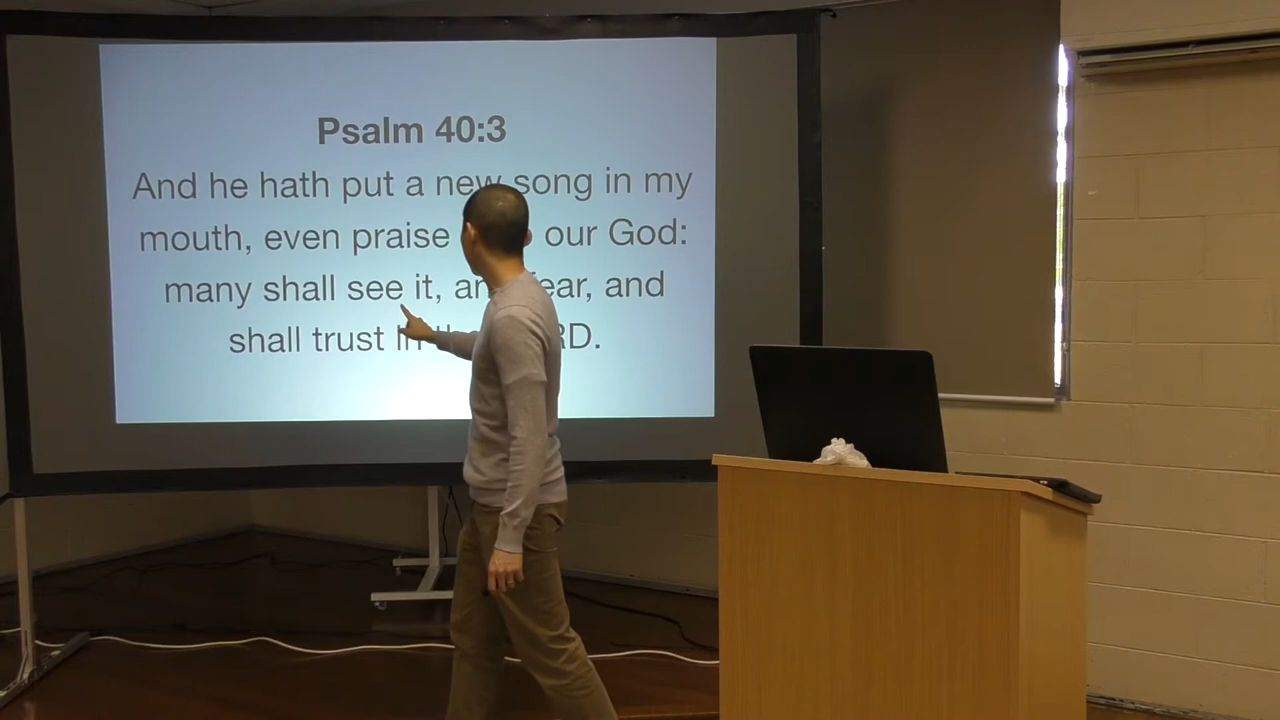 Psalm 40:3
And he hath put a new song in my
mouth, even praise our God:
many shall see it, and fear, and
shall trust in the LORD.